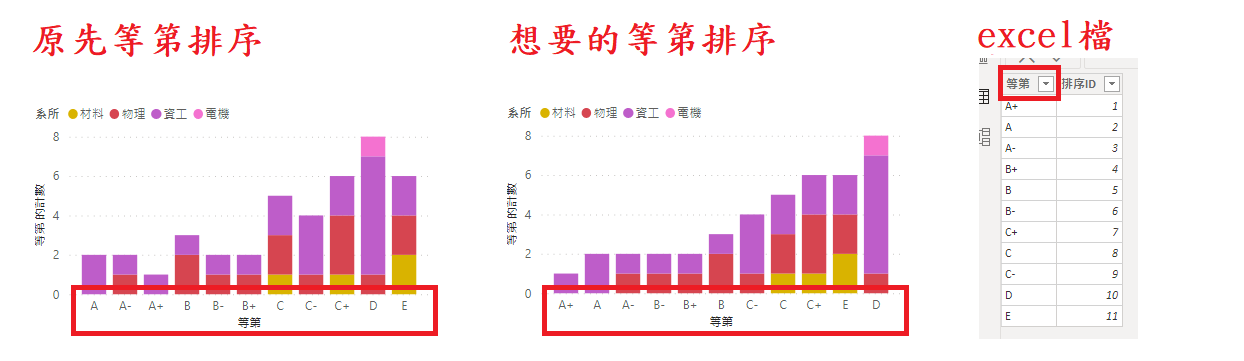 原先等第排序
系所 材料 物理 資工 電機
等第的計數
8
6
4
2
0
A A- A+ B B- B+ C C- C+ D E
等第
想要的等第排序
系所 材料 物理 資工 電機
等第的計數
8
6
4
2
0
A+ A A- B- B+ B C- C C+ E D
等第
excel檔
等第 排序ID
A+ 1
A 2
A- 3
B+ 4
B 5
B- 6
C+ 7
C 8
C- 9
D 10
E 11